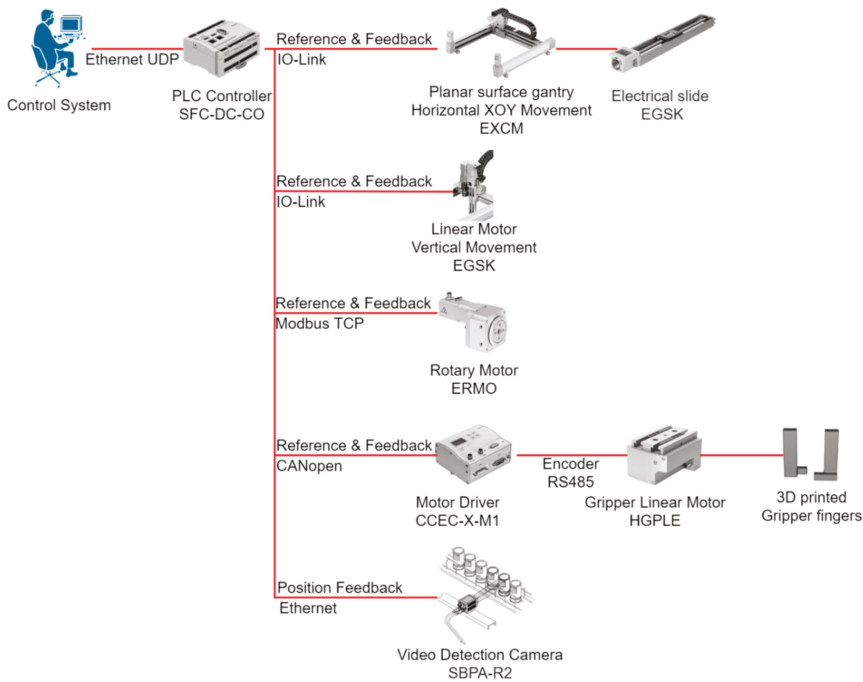 Control System
Ethernet UDP
PLC Controller
SFC-DC-CO
Reference & Feedback
IO-Link
Planar surface gantry
Horizontal XOY Movement
EXCM
Electrical slide
EGSK
Reference & Feedback
IO-Link
Linear Motor
Vertical Movement
EGSK
Reference & Feedback
Modbus TCP
Rotary Motor
ERMO
Reference & Feedback
CANopen
Motor Driver
CCEC-X-M1
Encoder
RS485
Gripper Linear Motor
HGPLE
3D printed
Gripper fingers
Position Feedback
Ethernet
Video Detection Camera
SBPA-R2